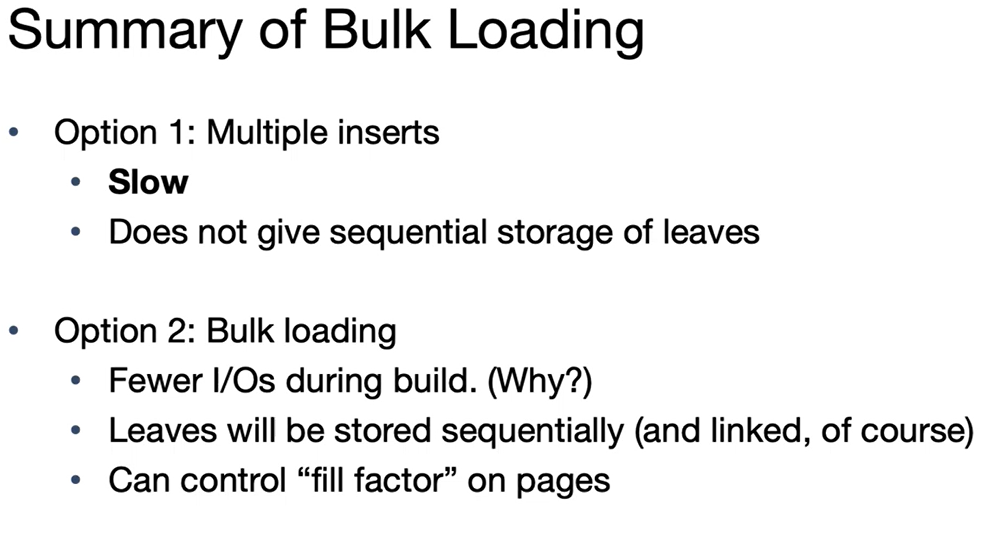 Summary of Bulk Loading
• Option 1: Multiple inserts
• Slow
• Does not give sequential storage of leaves
• Option 2: Bulk loading
• Fewer I/Os during build. (Why?)
• Leaves will be stored sequentially (and linked, of course)
• Can control “fill factor” on pages